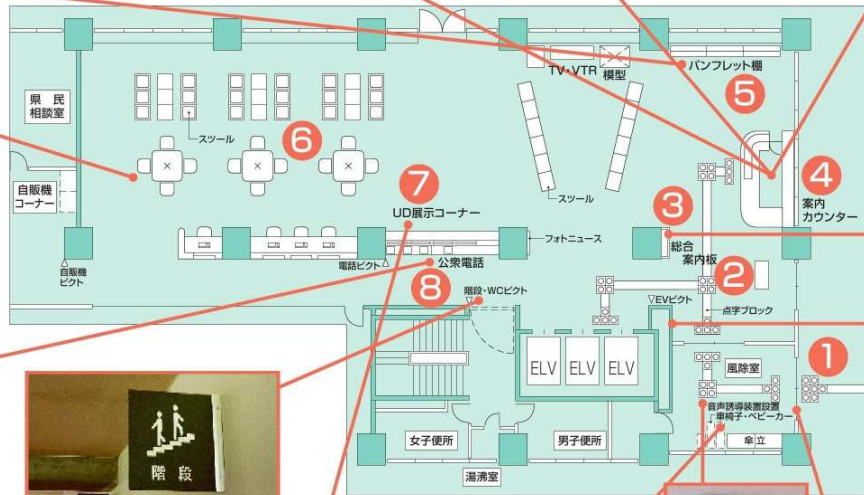 TV・VTR
模型
パンフレット棚
5
県民
相談室
スツール
6
自販機
コーナー
7
UD展示コーナー
スツール
4
案内
カウンター
3
総合
案内板
フォトニュース
自販機
ピクト
電話ピクト
公衆電話
8
階段・WCピクト
EVピクト
2
点字ブロック
1
ELV
ELV
ELV
風除室
音声誘導装置設置
車椅子・ベビーカー
傘立
女子便所
男子便所
湯沸室
階段